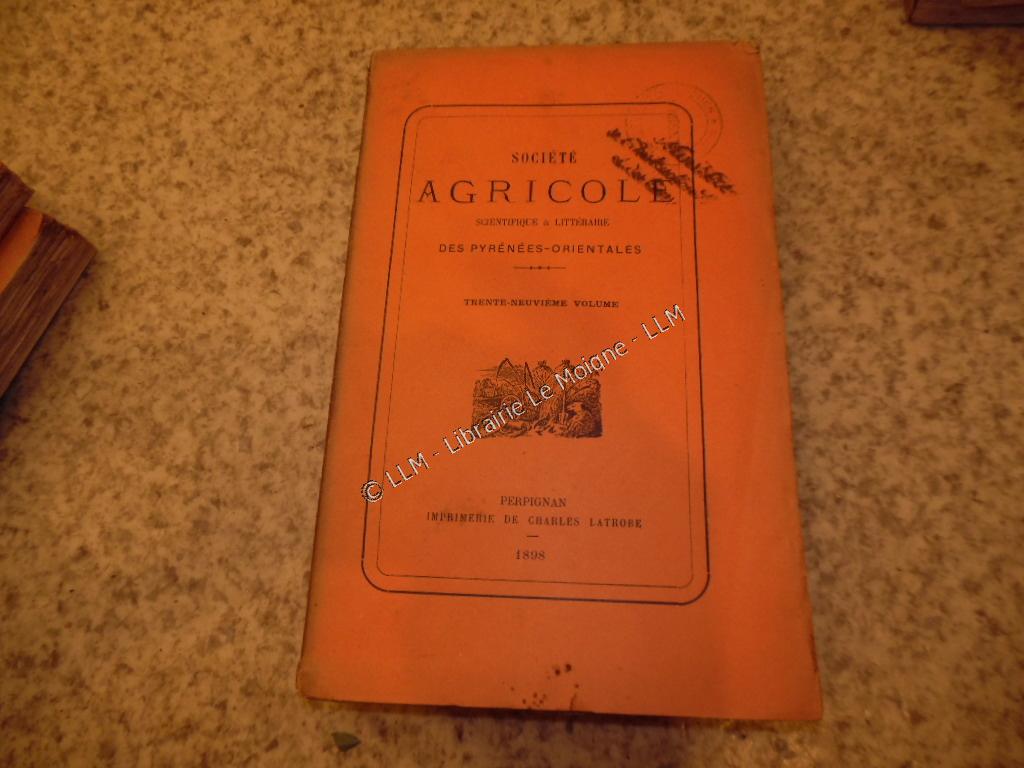 SOCIÉTÉ
AGRICOLE
SCIENTIFIQUE & LITTÉRAIRE
DES PYRÉNÉES-ORIENTALES
TRENTE-NEUVIÈME VOLUME
© LLM - Librairie Le Moigne - LLM
PERPIGNAN
IMPRIMERIE DE CHARLES LATROBE
1898